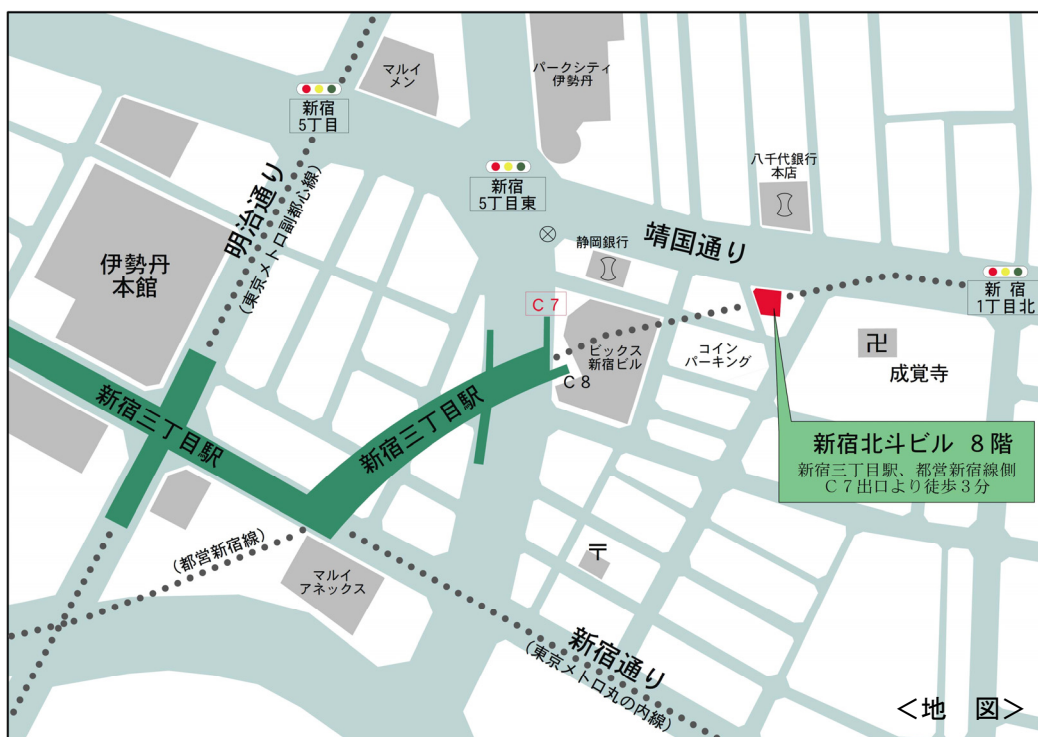 マルイ
メン
パークシティ
伊勢丹
新宿
5丁目
新宿
5丁目東
八千代銀行
本店
明治通り
(東京メトロ副都心線)
静岡銀行
靖国通り
伊勢丹
本館
新 宿
1丁目北
C7
ビックス
新宿ビル
コイン
パーキング
卍
成覚寺
C8
新宿三丁目駅
新宿三丁目駅
新宿北斗ビル 8階
新宿三丁目駅、都営新宿線側
C7出口より徒歩3分
(都営新宿線)
〒
マルイ
アネックス
新宿通り
(東京メトロ丸の内線)
<地 図>